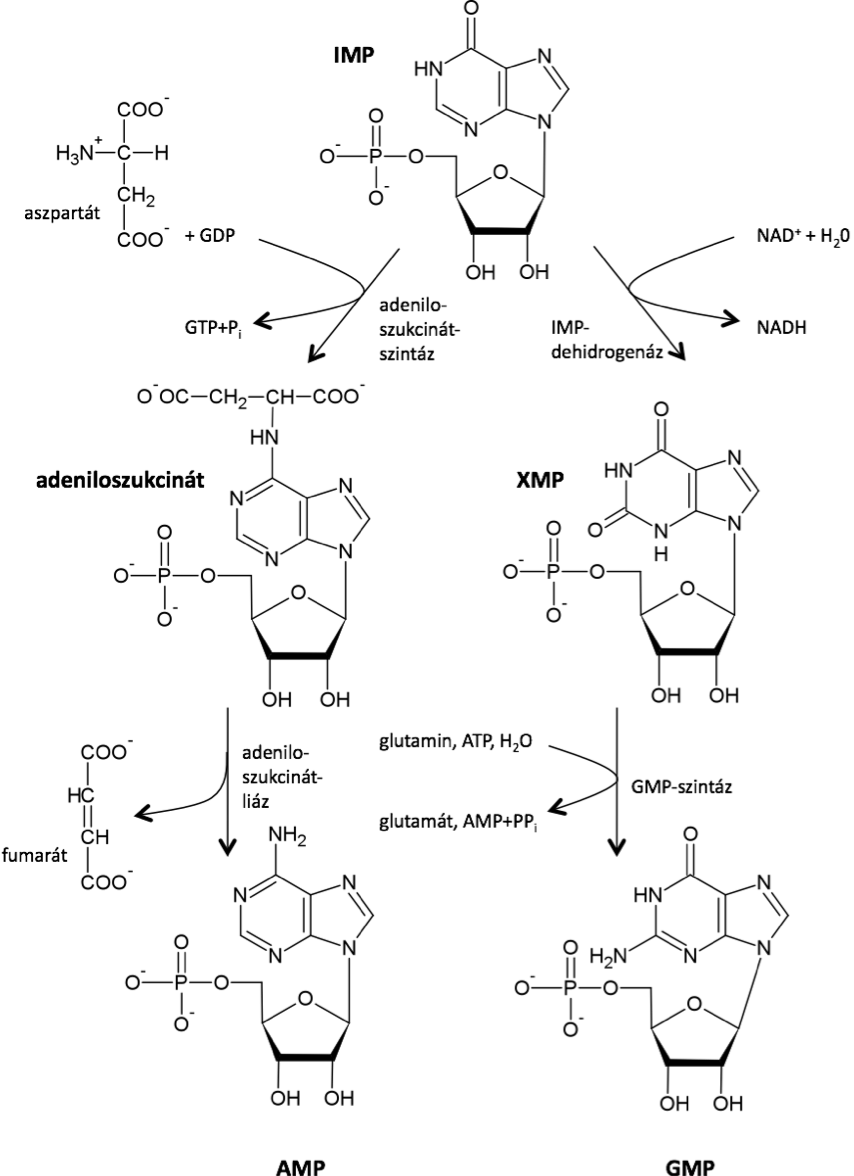 IMP
O
HN
N
N
N
O
O-
P
O
O-
O
OH
OH
COO-
H3N+
C
H
CH2
COO-
aszpartát
+ GDP
NAD+ + H20
GTP+Pi
adenilo-
szukcinát-
szintáz
IMP-
dehidrogenáz
NADH
O-OC
CH2
CH
COO-
HN
adeniloszukcinát
N
N
N
N
O
O-
P
O
O-
O
OH
OH
XMP
O
HN
N
O
N
H
N
O
O-
P
O
O-
O
OH
OH
COO-
HC
CH
COO-
fumarát
adenilo-
szukcinát-
liáz
glutamin, ATP, H2O
glutamát, AMP+PPi
GMP-szintáz
NH2
N
N
N
N
O
O-
P
O
O-
O
OH
OH
AMP
O
HN
N
H2N
N
N
O
O-
P
O
O-
O
OH
OH
GMP